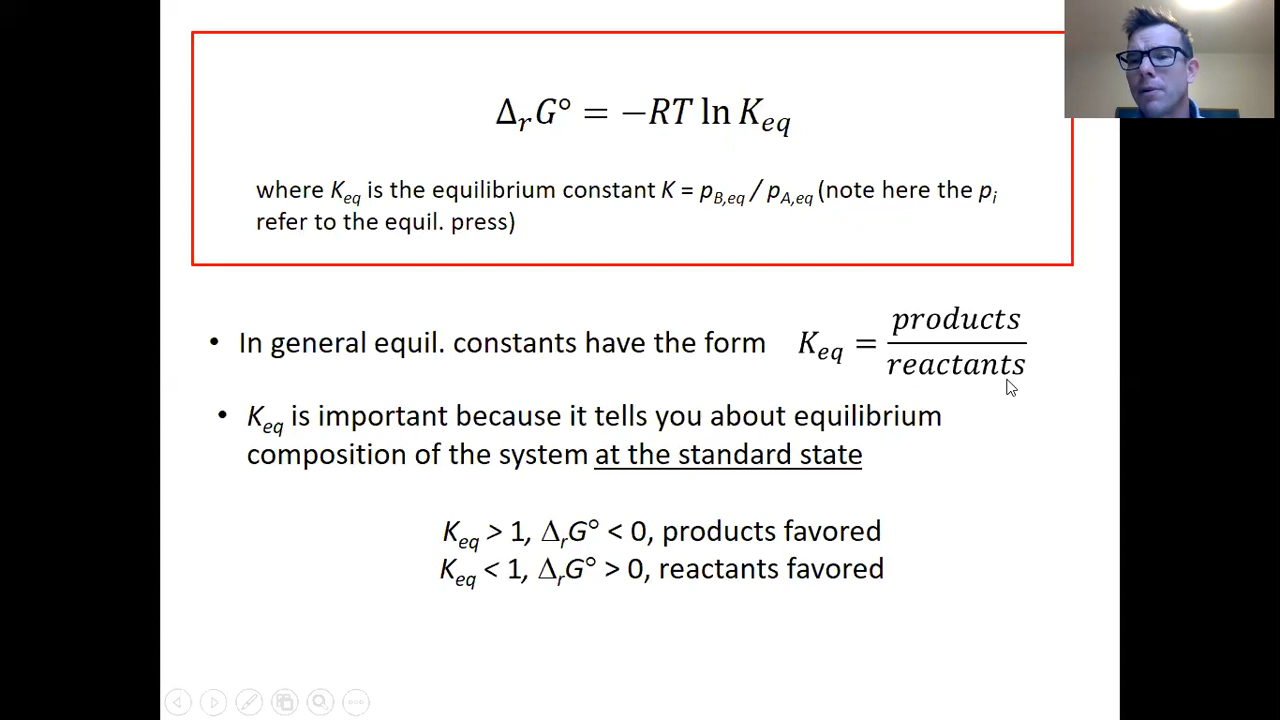 ΔrG° = −RT ln Keq
where Keq is the equilibrium constant K = pB,eq / pA,eq (note here the pi
refer to the equil. press)
• In general equil. constants have the form Keq = products / reactants
• Keq is important because it tells you about equilibrium
composition of the system at the standard state
Keq > 1, ΔrG° < 0, products favored
Keq < 1, ΔrG° > 0, reactants favored